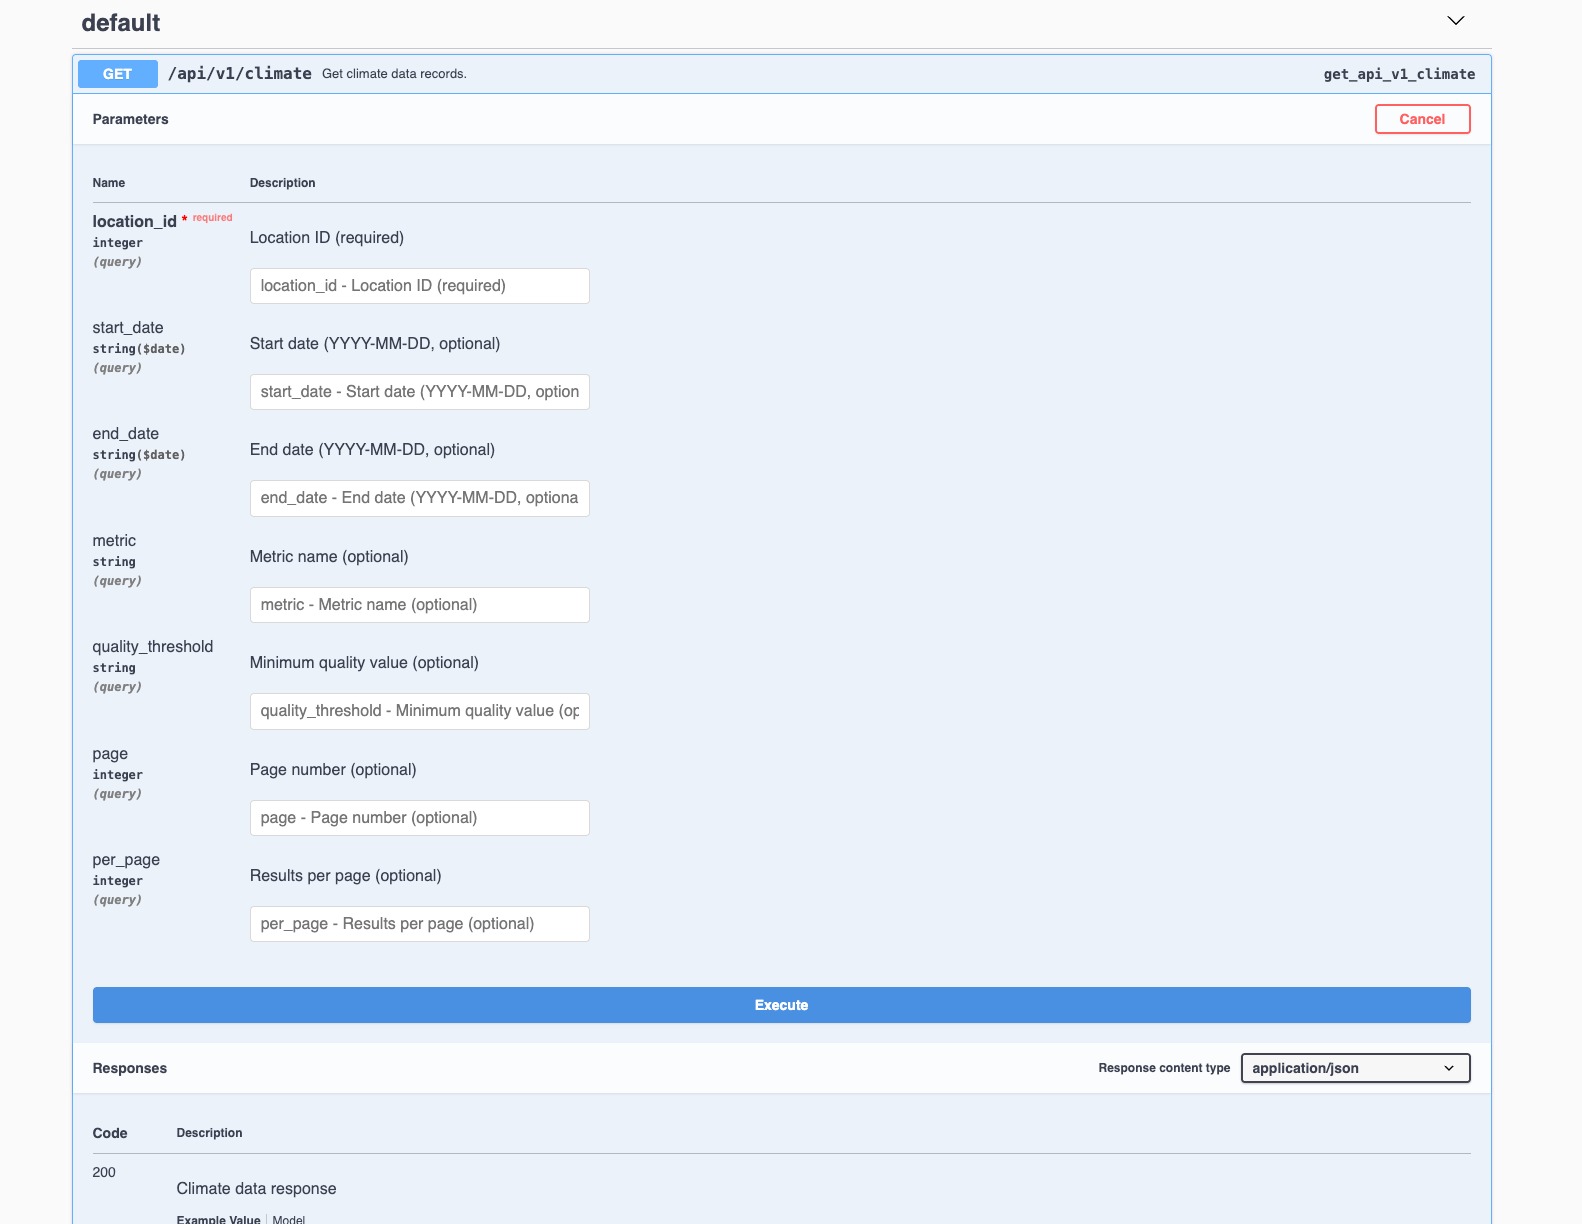 default
GET /api/v1/climate Get climate data records. get_api_v1_climate
Parameters Cancel
Name Description
location_id * required
integer
(query)
Location ID (required)
location_id - Location ID (required)
start_date
string($date)
(query)
Start date (YYYY-MM-DD, optional)
start_date - Start date (YYYY-MM-DD, option
end_date
string($date)
(query)
End date (YYYY-MM-DD, optional)
end_date - End date (YYYY-MM-DD, optiona
metric
string
(query)
Metric name (optional)
metric - Metric name (optional)
quality_threshold
string
(query)
Minimum quality value (optional)
quality_threshold - Minimum quality value (op
page
integer
(query)
Page number (optional)
page - Page number (optional)
per_page
integer
(query)
Results per page (optional)
per_page - Results per page (optional)
Execute
Responses Response content type application/json
Code Description
200
Climate data response
Example Value Model